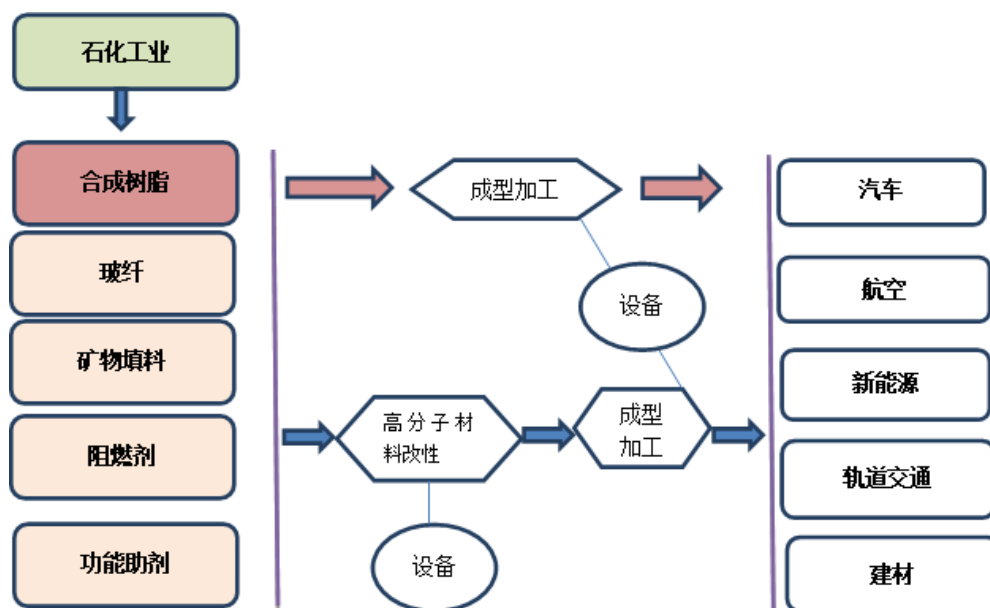 石化工业
合成树脂
玻纤
矿物填料
阻燃剂
功能助剂
成型加工
设备
高分子材
料改性
成型
加工
设备
汽车
航空
新能源
轨道交通
建材